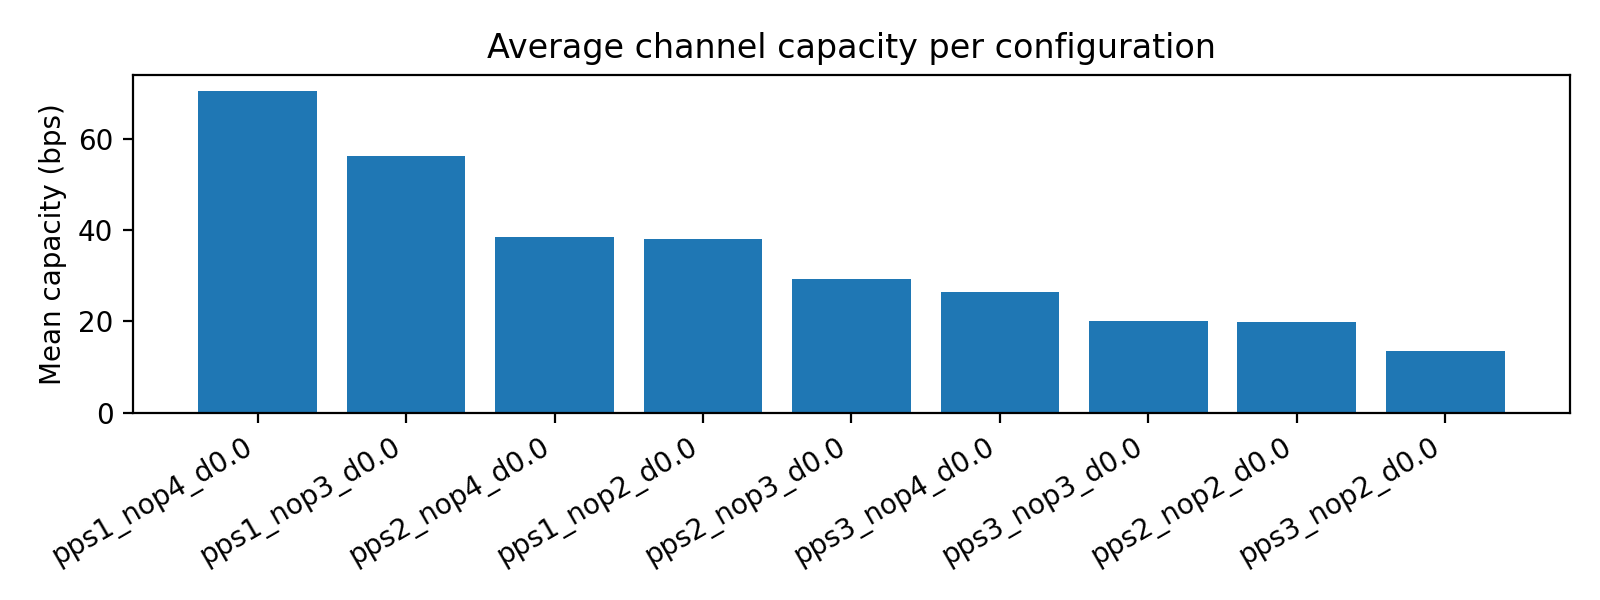 Average channel capacity per configuration
Mean capacity (bps)
60
40
20
0
pps1_nop4_d0.0
pps1_nop3_d0.0
pps2_nop4_d0.0
pps1_nop2_d0.0
pps2_nop3_d0.0
pps3_nop4_d0.0
pps3_nop3_d0.0
pps2_nop2_d0.0
pps3_nop2_d0.0